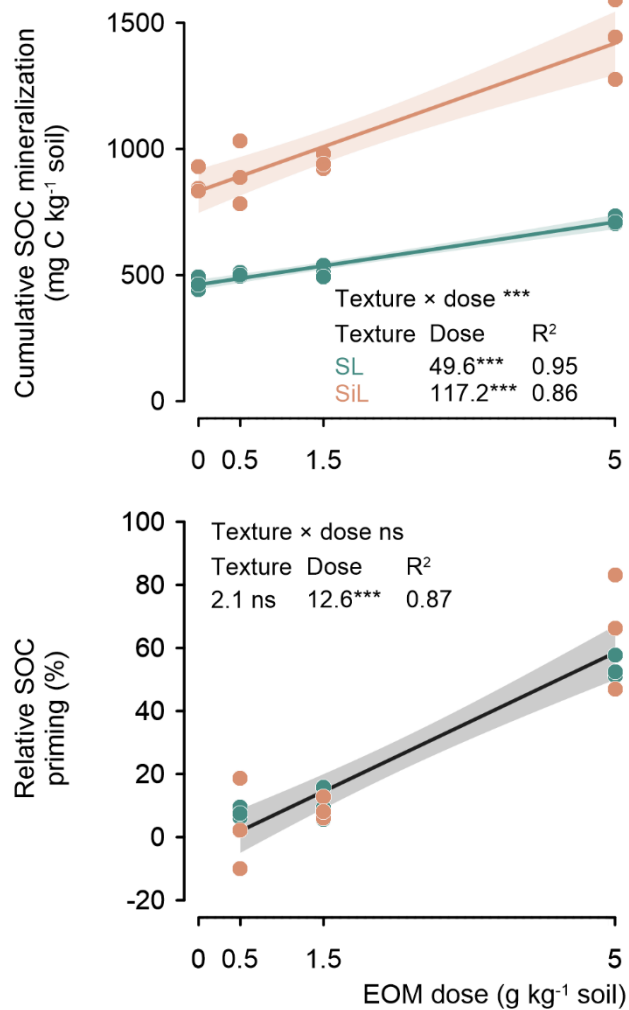 Cumulative SOC mineralization
(mg C kg⁻¹ soil)
1500
1000
500
0
Texture × dose ***
Texture Dose R²
SL 49.6*** 0.95
SiL 117.2*** 0.86
0 0.5 1.5 5
Relative SOC
priming (%)
100
80
60
40
20
0
-20
Texture × dose ns
Texture Dose R²
2.1 ns 12.6*** 0.87
0 0.5 1.5 5
EOM dose (g kg⁻¹ soil)